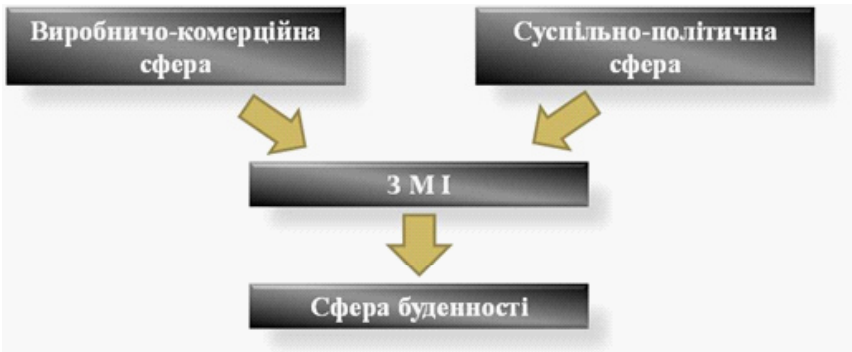 Виробничо-комерційна
сфера
Суспільно-політична
сфера
З М І
Сфера буденності